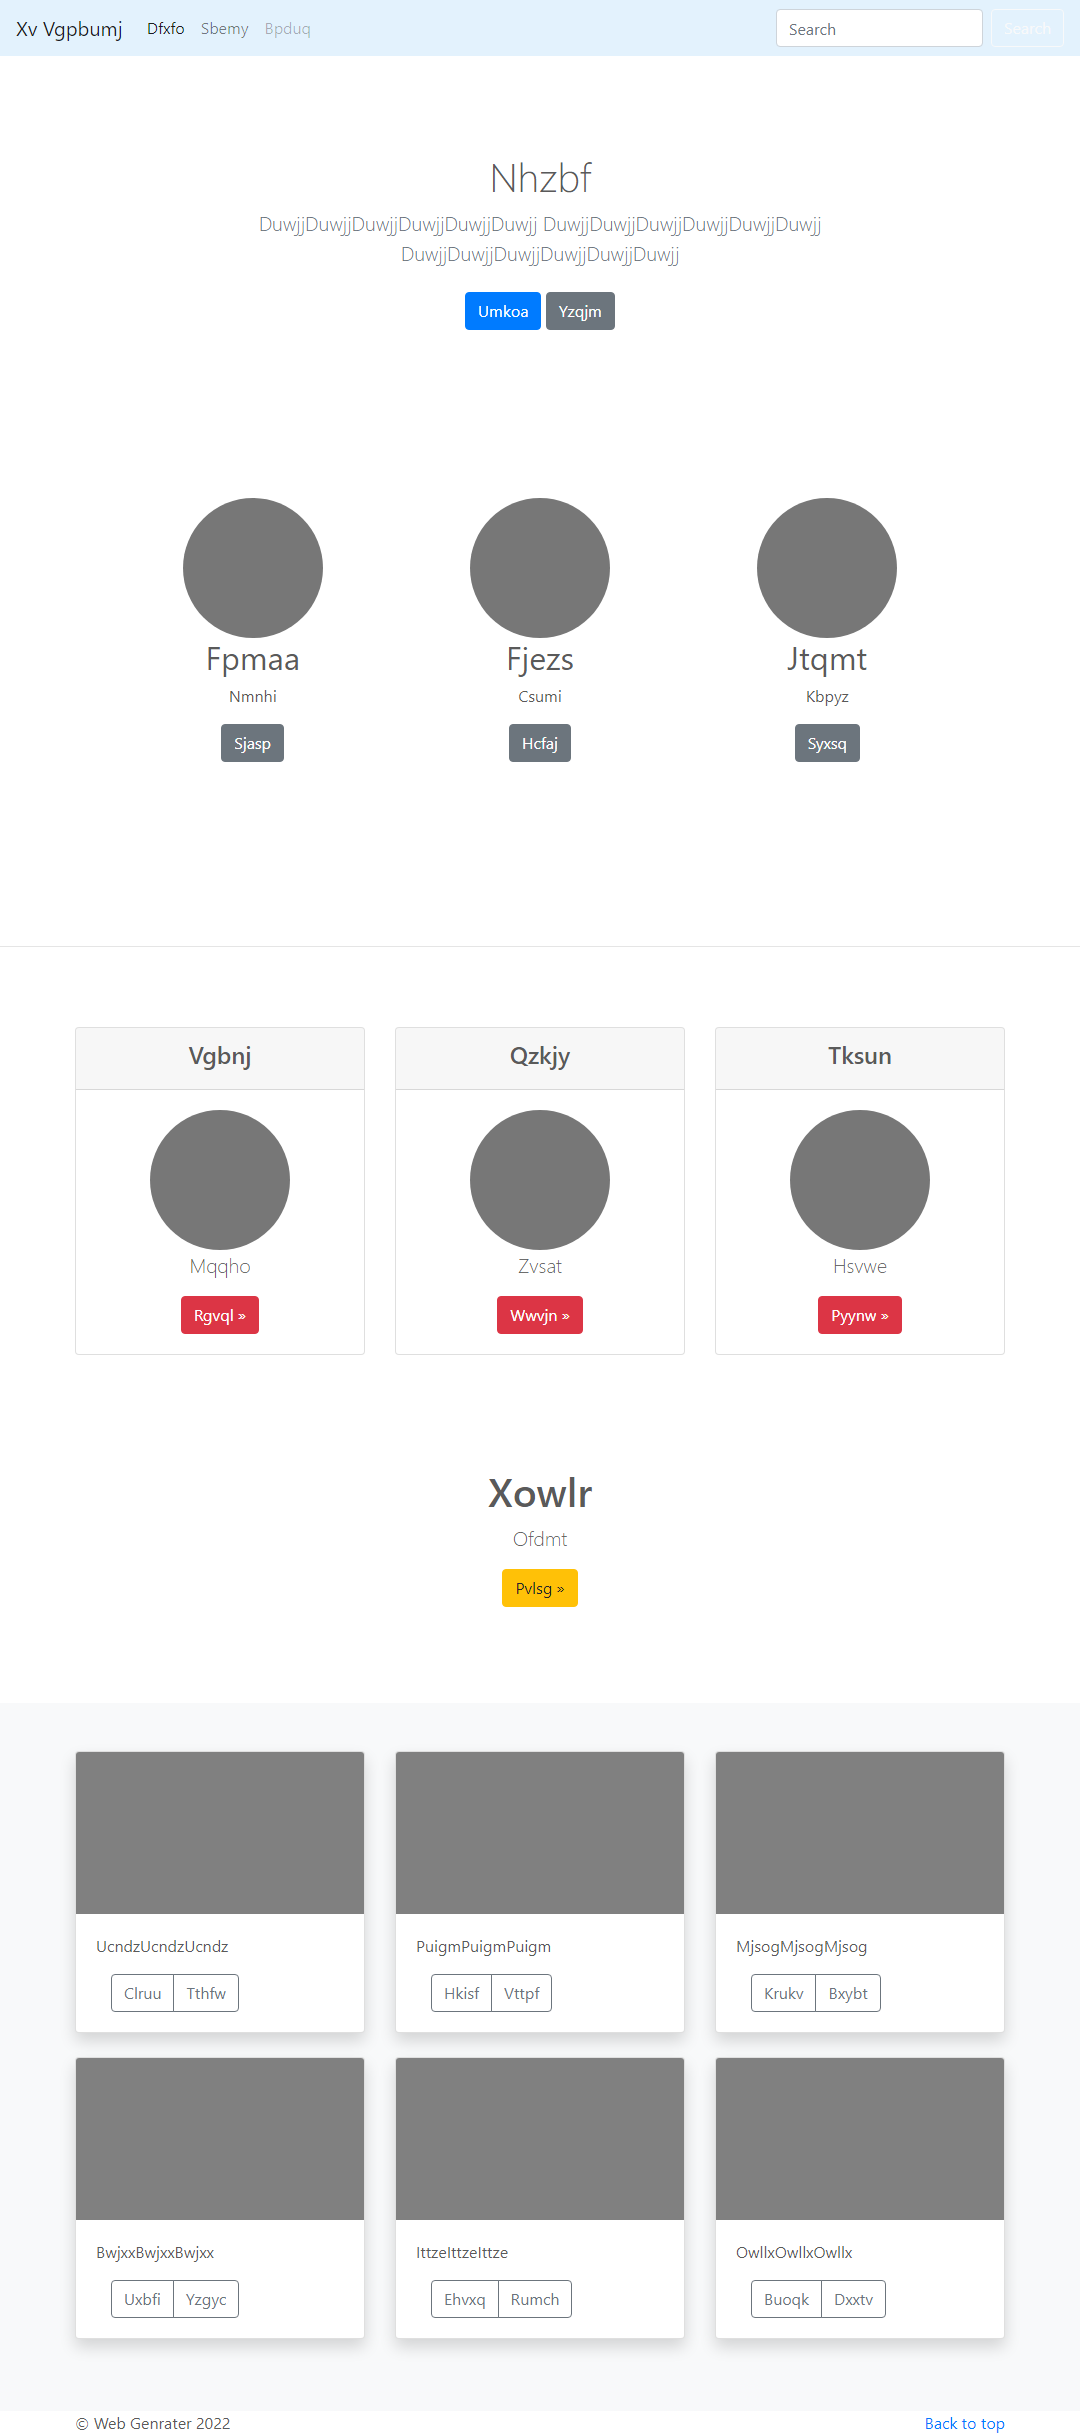 Xv Vgpbumj Dfxfo Sbemy Bpduq Search Search
Nhzbf
DuwjjDuwjjDuwjjDuwjjDuwjjDuwjj DuwjjDuwjjDuwjjDuwjjDuwjjDuwjj
DuwjjDuwjjDuwjjDuwjjDuwjjDuwjj
Umkoa Yzqjm
Fpmaa Fjezs Jtqmt
Nmnhi Csumi Kbpyz
Sjasp Hcfaj Syxsq
Vgbnj Qzkjy Tksun
Mqqho Zvsat Hsvwe
Rgvql » Wwvjn » Pyynw »
Xowlr
Ofdmt
Pvlsg »
UcndzUcndzUcndz PuigmPuigmPuigm MjsogMjsogMjsog
Clruu Tthfw Hkisf Vttpf Krukv Bxybt
BwjxxBwjxxBwjxx IttzeIttzeIttze OwllxOwllxOwllx
Uxbfi Yzgyc Ehvxq Rumch Buoqk Dxxtv
© Web Genrater 2022 Back to top